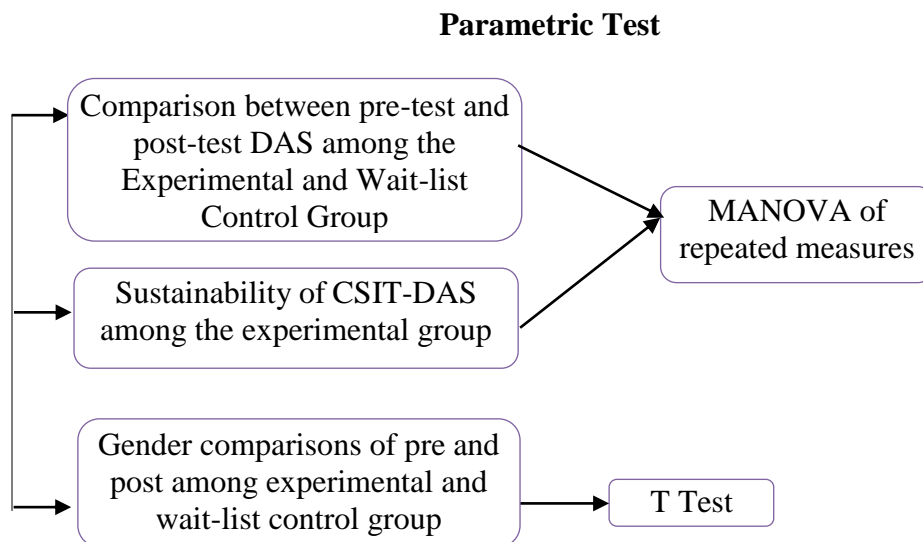 Parametric Test
Comparison between pre-test and
post-test DAS among the
Experimental and Wait-list
Control Group
MANOVA of
repeated measures
Sustainability of CSIT-DAS
among the experimental group
Gender comparisons of pre and
post among experimental and
wait-list control group
T Test